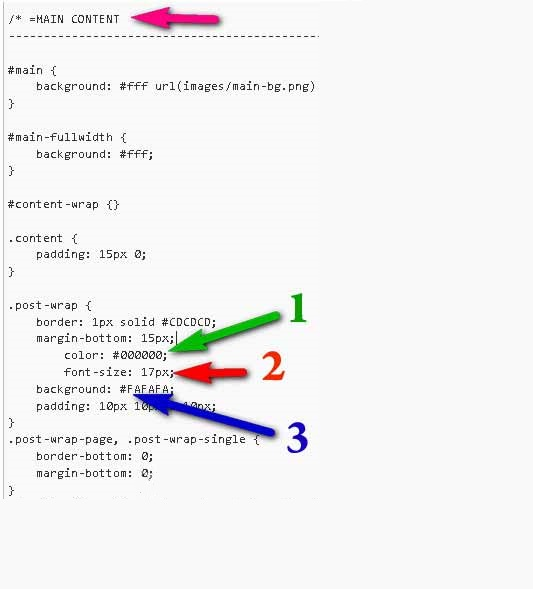 /* =MAIN CONTENT
---------------------------------------------
#main {
background: #fff url(images/main-bg.png)
}
#main-fullwidth {
background: #fff;
}
#content-wrap {}
.content {
padding: 15px 0;
}
.post-wrap {
border: 1px solid #CDCDCD;
margin-bottom: 15px;
color: #000000;
font-size: 17px;
background: #FAFAFA;
padding: 10px 10px 10px;
}
.post-wrap-page, .post-wrap-single {
border-bottom: 0;
margin-bottom: 0;
}
1
2
3